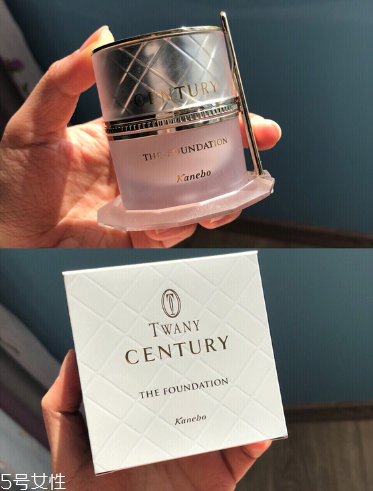 CENTURY
THE FOUNDATION
Kanebo
TWANY
CENTURY
THE FOUNDATION
Kanebo
5号女性